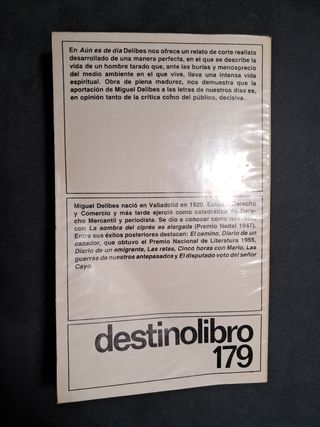 En Aún es de día Delibes nos ofrece un relato de corte realista
desarrollado de una manera perfecta, en el que se describe la
vida de un hombre tarado que, ante las burlas y menosprecio
del medio ambiente en el que vive, lleva una intensa vida
espiritual. Obra de plena madurez, nos demuestra que la
aportación de Miguel Delibes a las letras de nuestros días es,
en opinión tanto de la crítica como del público, decisiva.
Miguel Delibes nació en Valladolid en 1920. Derecho
y Comercio y más tarde ejerció como catedrático de Dere-
cho Mercantil y periodista. Se dio a conocer como
con La sombra del ciprés es alargada (Premio Nadal 1947).
Entre sus éxitos posteriores destacan: El camino, Diario de un
cazador, que obtuvo el Premio Nacional de Literatura 1955,
Diario de un emigrante, Las ratas, Cinco horas con Mario, Las
guerras de nuestros antepasados y El disputado voto del señor
Cayo.
destinolibro
179